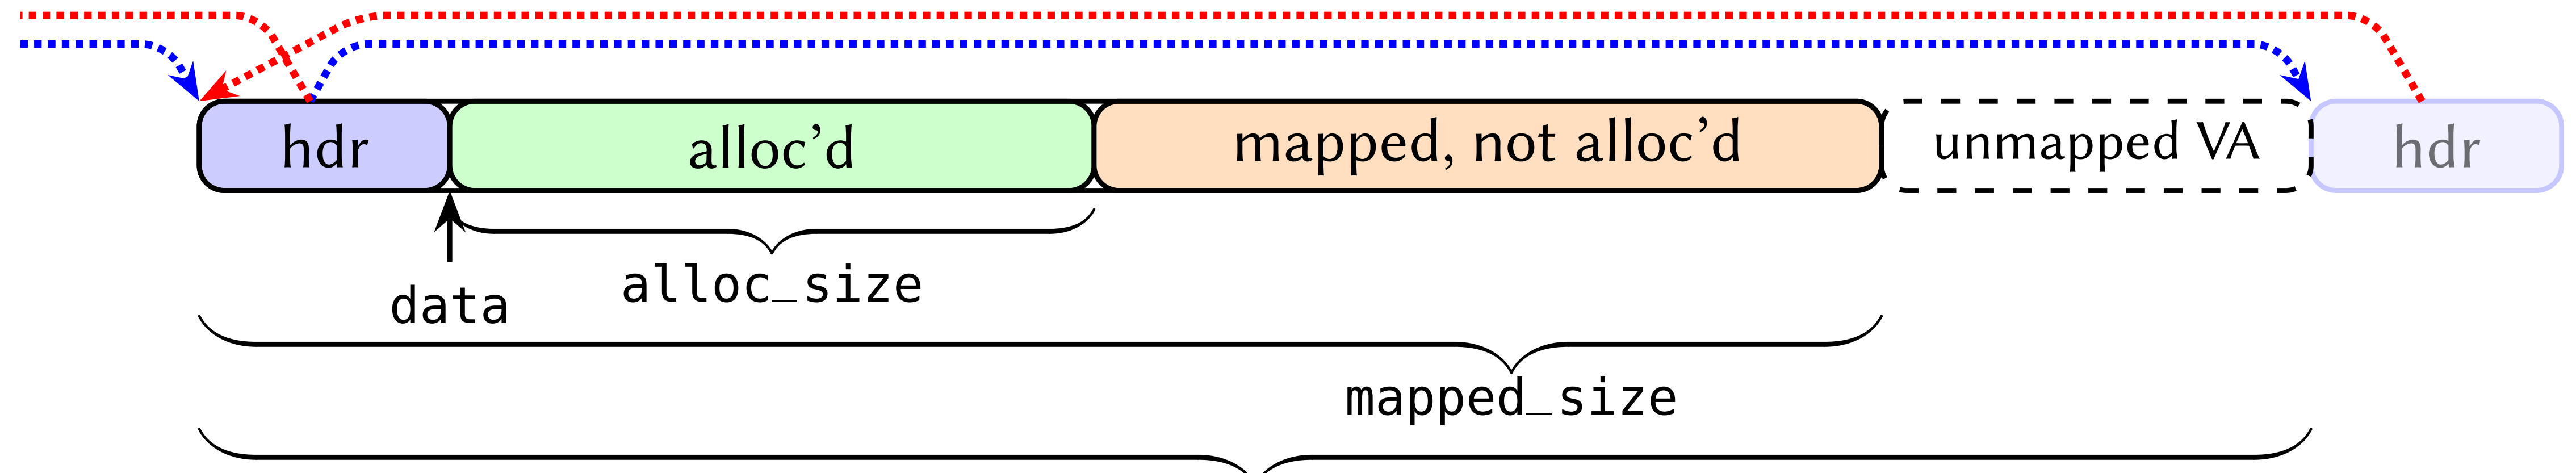 hdr alloc’d mapped, not alloc’d unmapped VA hdr
alloc_size
data
mapped_size